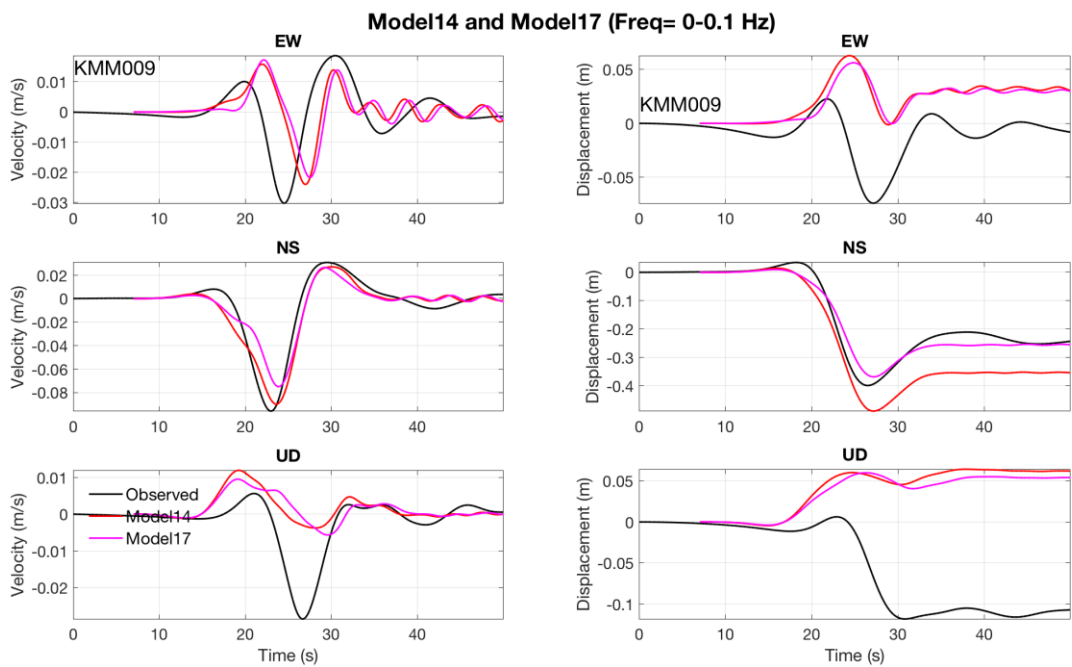 Model14 and Model17 (Freq= 0-0.1 Hz)
EW
KMM009
Velocity (m/s)
0.01
0
-0.01
-0.02
-0.03
0 10 20 30 40
EW
KMM009
Displacement (m)
0.05
0
-0.05
0 10 20 30 40
NS
Velocity (m/s)
0.02
0
-0.02
-0.04
-0.06
-0.08
0 10 20 30 40
NS
Displacement (m)
0
-0.1
-0.2
-0.3
-0.4
0 10 20 30 40
UD
Velocity (m/s)
0.01
0
-0.01
-0.02
Observed
Model14
Model17
0 10 20 30 40
Time (s)
UD
Displacement (m)
0.05
0
-0.05
-0.1
0 10 20 30 40
Time (s)